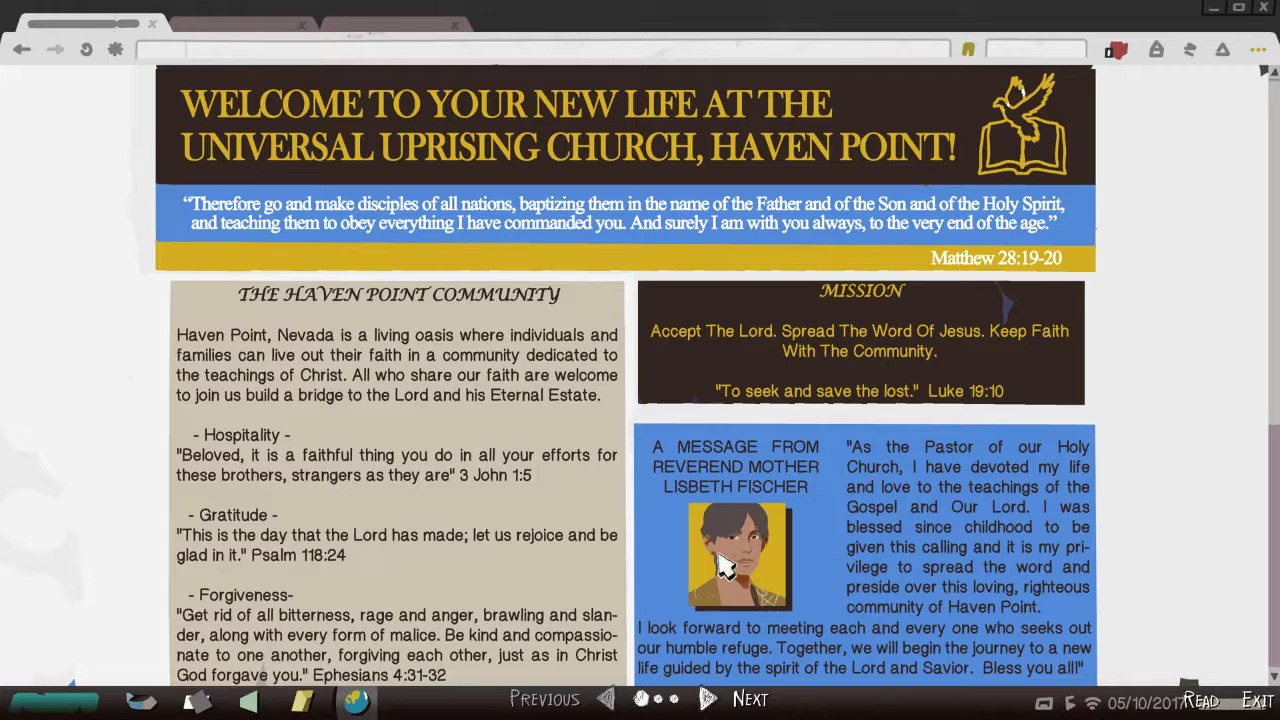 WELCOME TO YOUR NEW LIFE AT THE
UNIVERSAL UPRISING CHURCH, HAVEN POINT!
“Therefore go and make disciples of all nations, baptizing them in the name of the Father and of the Son and of the Holy Spirit,
and teaching them to obey everything I have commanded you. And surely I am with you always, to the very end of the age.”
Matthew 28:19-20
THE HAVEN POINT COMMUNITY
Haven Point, Nevada is a living oasis where individuals and
families can live out their faith in a community dedicated to
the teachings of Christ. All who share our faith are welcome
to join us build a bridge to the Lord and his Eternal Estate.
- Hospitality -
"Beloved, it is a faithful thing you do in all your efforts for
these brothers, strangers as they are" 3 John 1:5
- Gratitude -
"This is the day that the Lord has made; let us rejoice and be
glad in it." Psalm 118:24
- Forgiveness-
"Get rid of all bitterness, rage and anger, brawling and slan-
der, along with every form of malice. Be kind and compassio-
nate to one another, forgiving each other, just as in Christ
God forgave you." Ephesians 4:31-32
MISSION
Accept The Lord. Spread The Word Of Jesus. Keep Faith
With The Community.
"To seek and save the lost." Luke 19:10
A MESSAGE FROM
REVEREND MOTHER
LISBETH FISCHER
"As the Pastor of our Holy
Church, I have devoted my life
and love to the teachings of the
Gospel and Our Lord. I was
blessed since childhood to be
given this calling and it is my pri-
vilege to spread the word and
preside over this loving, righteous
community of Haven Point.
I look forward to meeting each and every one who seeks out
our humble refuge. Together, we will begin the journey to a new
life guided by the spirit of the Lord and Savior. Bless you all!"
PREVIOUS
NEXT
05/10/2017
READ
EXIT